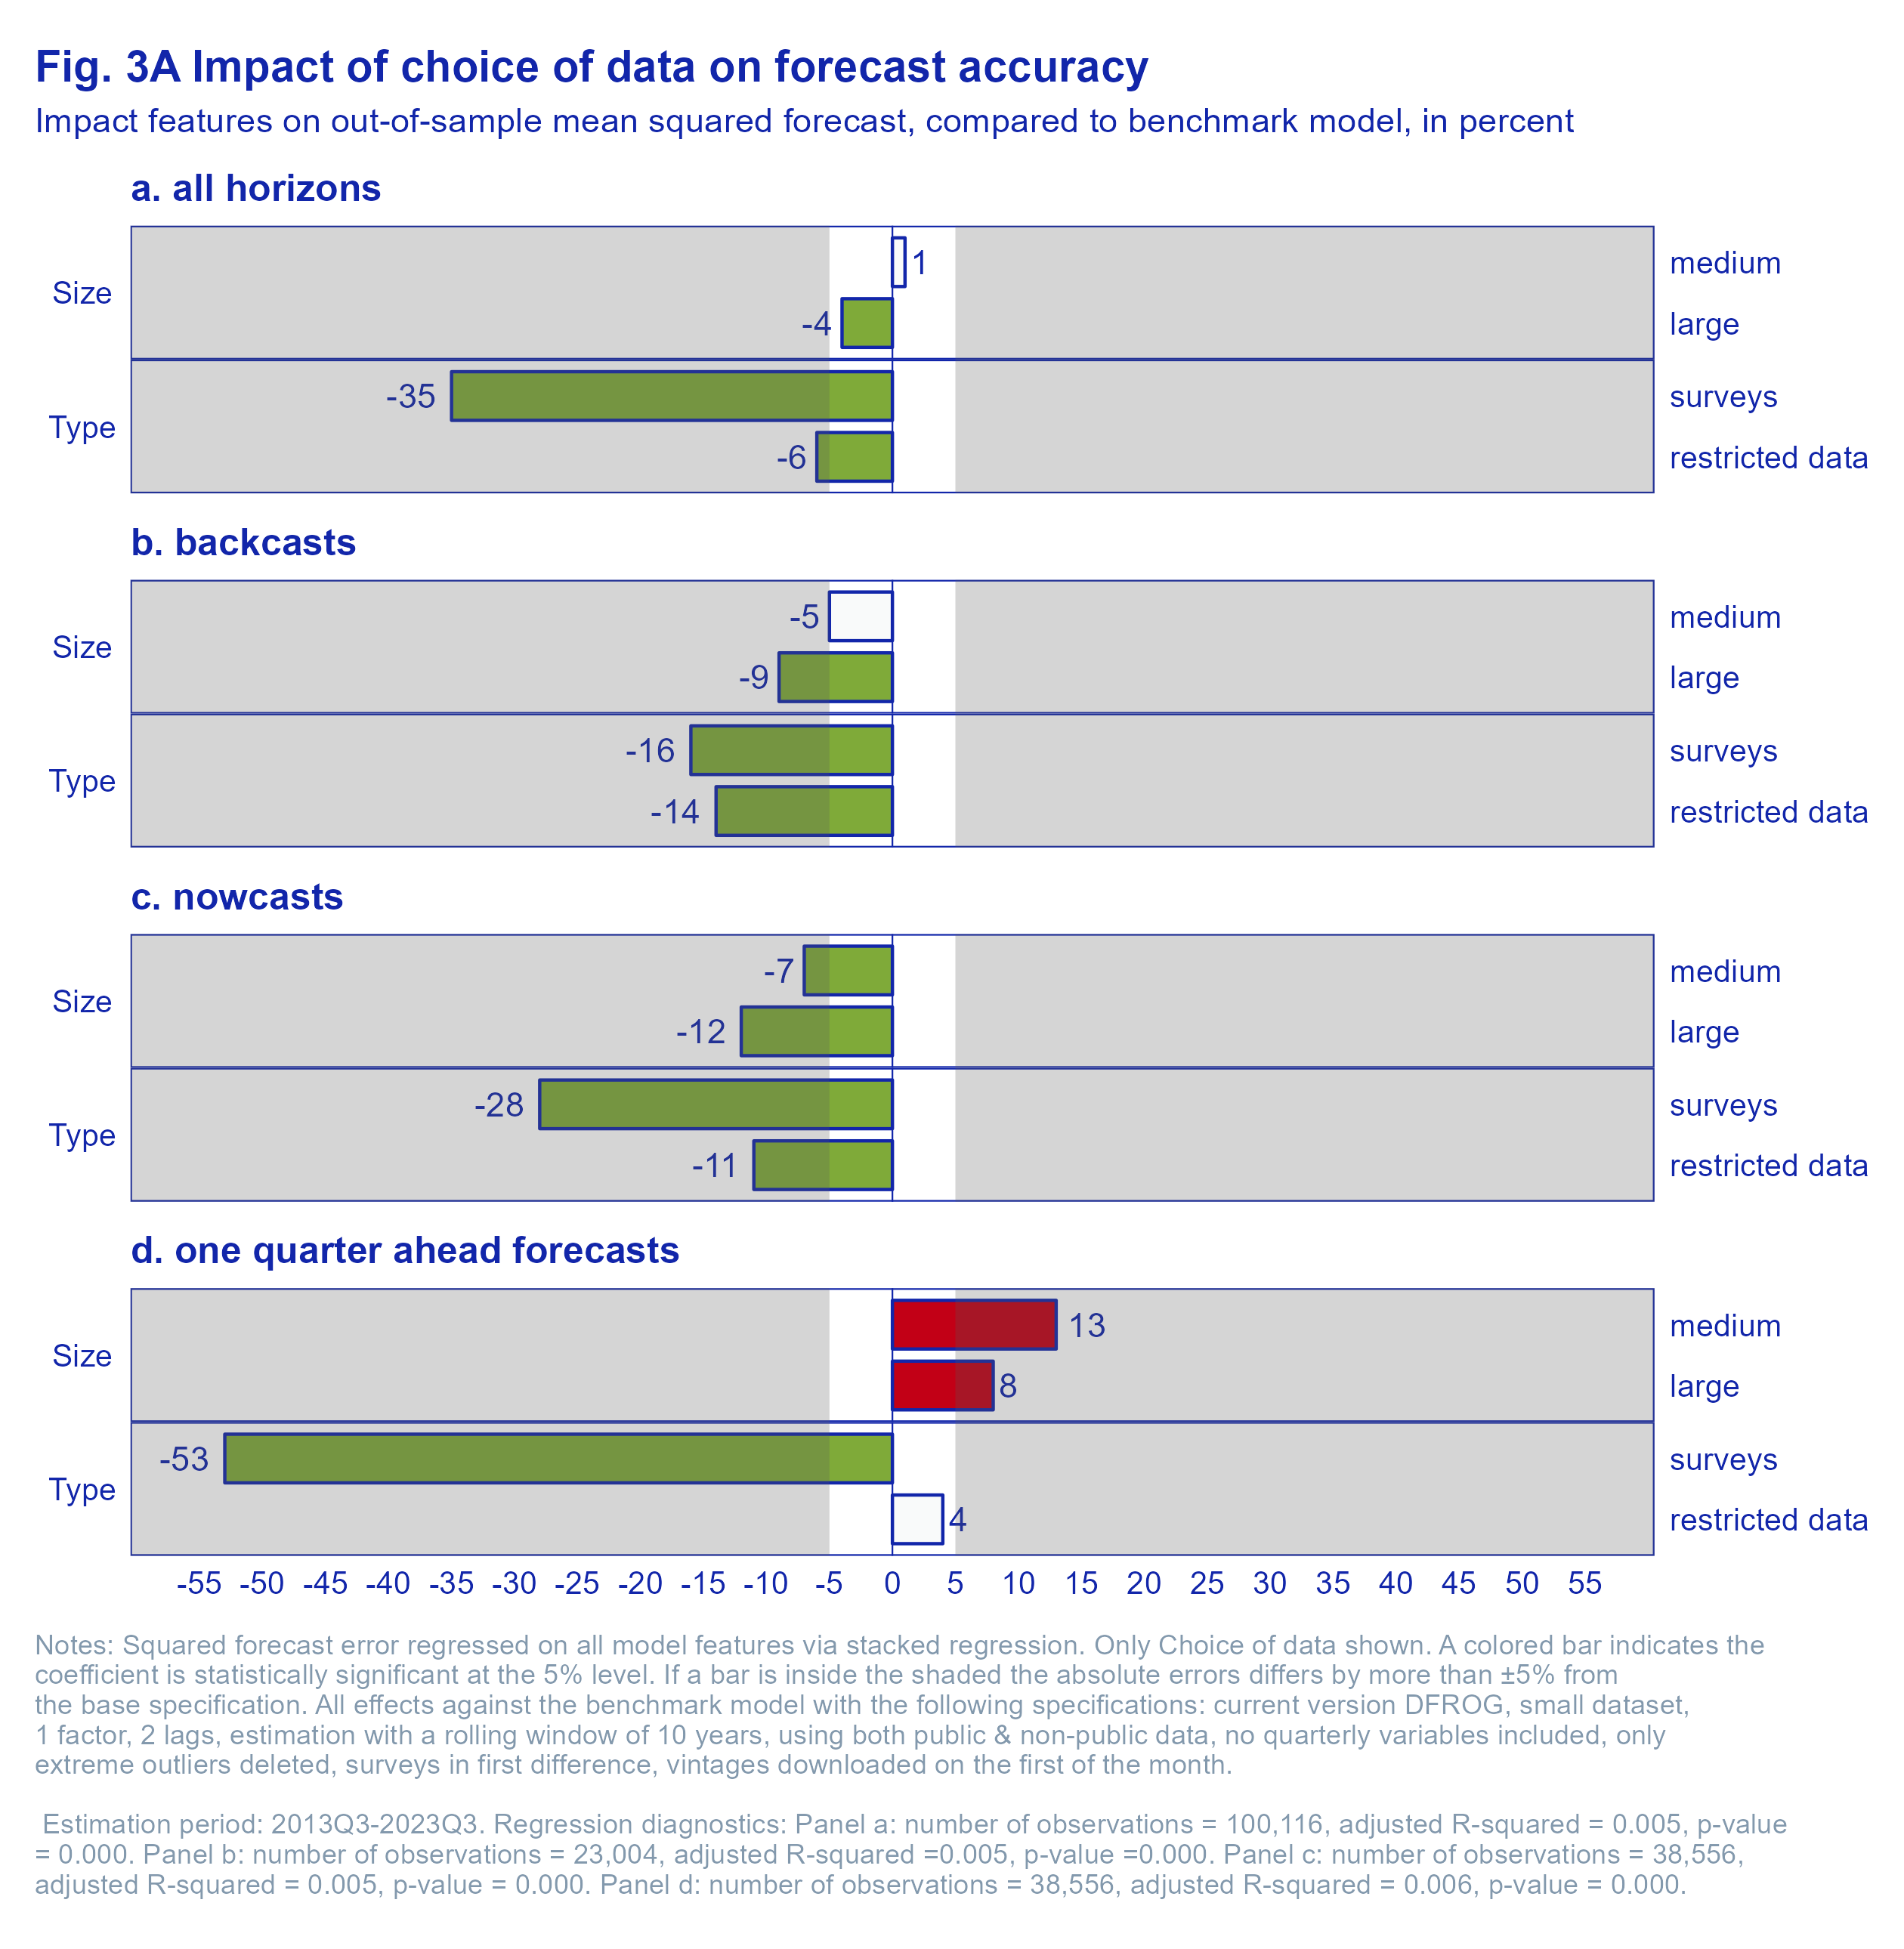 Fig. 3A Impact of choice of data on forecast accuracy
Impact features on out-of-sample mean squared forecast, compared to benchmark model, in percent
a. all horizons
Size
1
medium
-4
large
Type
-35
surveys
-6
restricted data
b. backcasts
Size
-5
medium
-9
large
Type
-16
surveys
-14
restricted data
c. nowcasts
Size
-7
medium
-12
large
Type
-28
surveys
-11
restricted data
d. one quarter ahead forecasts
Size
13
medium
8
large
Type
-53
surveys
4
restricted data
-55 -50 -45 -40 -35 -30 -25 -20 -15 -10 -5 0 5 10 15 20 25 30 35 40 45 50 55
Notes: Squared forecast error regressed on all model features via stacked regression. Only Choice of data shown. A colored bar indicates the
coefficient is statistically significant at the 5% level. If a bar is inside the shaded the absolute errors differs by more than ±5% from
the base specification. All effects against the benchmark model with the following specifications: current version DFROG, small dataset,
1 factor, 2 lags, estimation with a rolling window of 10 years, using both public & non-public data, no quarterly variables included, only
extreme outliers deleted, surveys in first difference, vintages downloaded on the first of the month.
Estimation period: 2013Q3-2023Q3. Regression diagnostics: Panel a: number of observations = 100,116, adjusted R-squared = 0.005, p-value
= 0.000. Panel b: number of observations = 23,004, adjusted R-squared =0.005, p-value =0.000. Panel c: number of observations = 38,556,
adjusted R-squared = 0.005, p-value = 0.000. Panel d: number of observations = 38,556, adjusted R-squared = 0.006, p-value = 0.000.